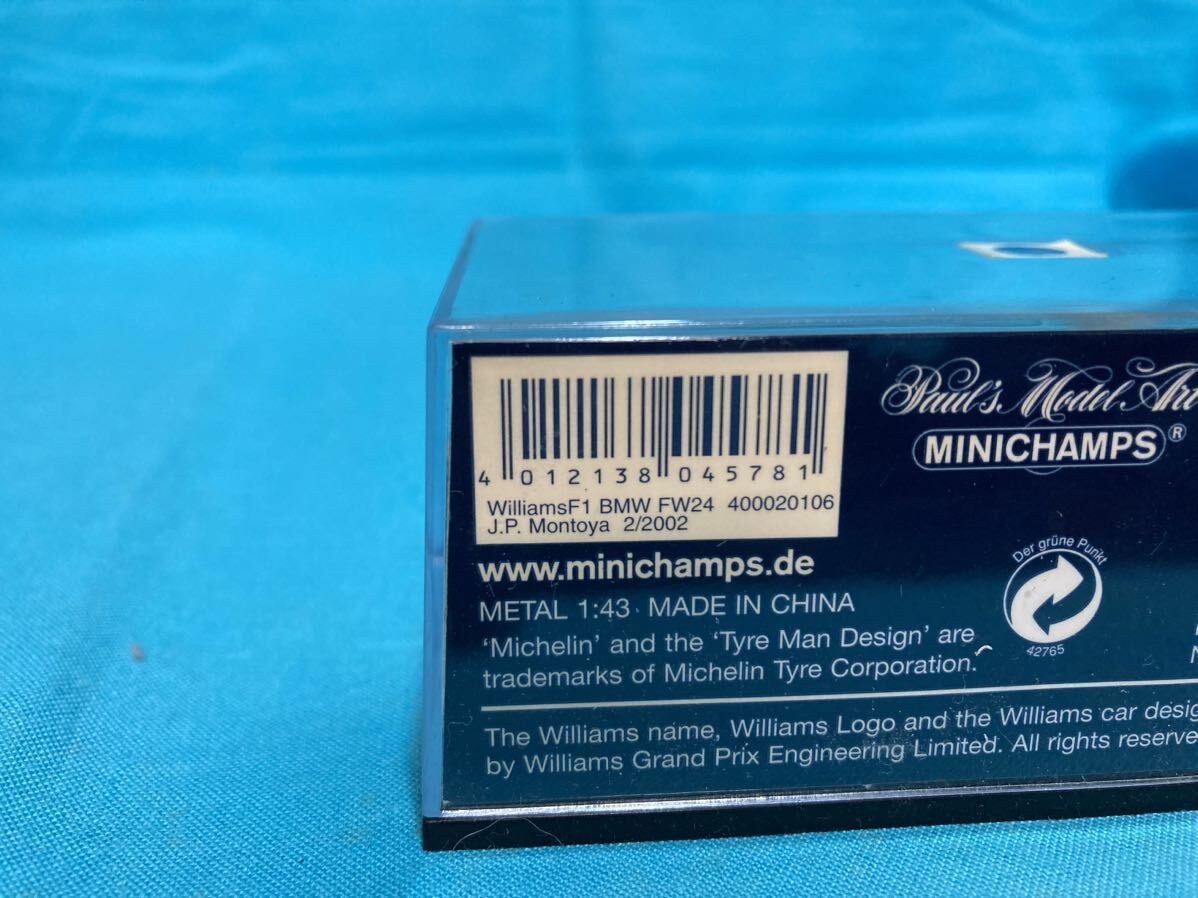 4 012138 045781
WilliamsF1 BMW FW24 400020106
J.P. Montoya 2/2002
Paul's Model Art
MINICHAMPS®
www.minichamps.de
METAL 1:43 MADE IN CHINA
'Michelin' and the 'Tyre Man Design' are
trademarks of Michelin Tyre Corporation.
Der grüne Punkt
42765
The Williams name, Williams Logo and the Williams car
by Williams Grand Prix Engineering Limited. All rights